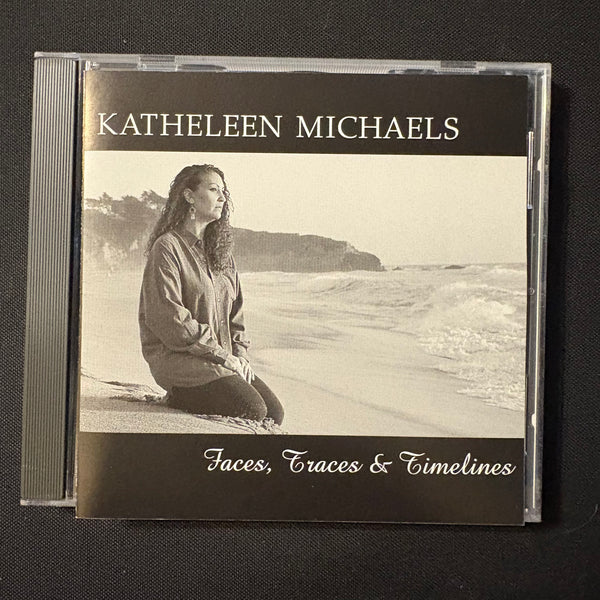 KATHELEEN MICHAELS
Faces, Traces & Timelines